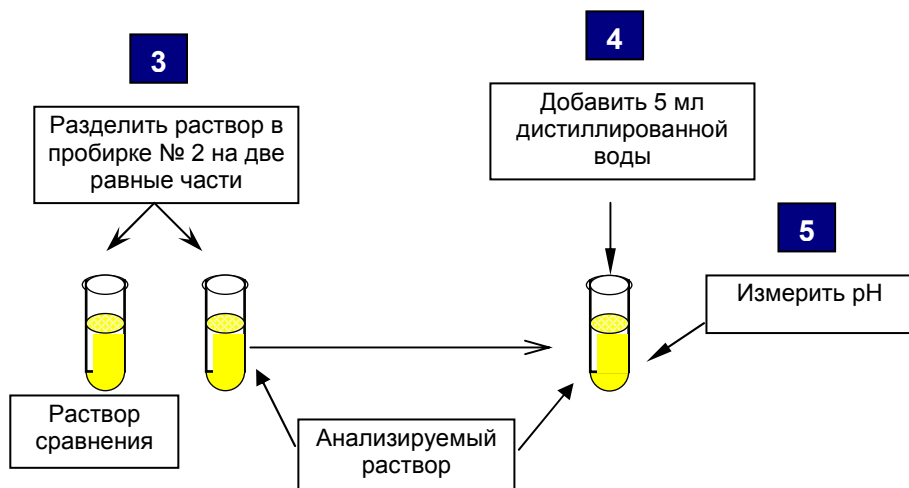 3
Разделить раствор в
пробирке № 2 на две
равные части
4
Добавить 5 мл
дистиллированной
воды
5
Измерить pH
Раствор
сравнения
Анализируемый
раствор